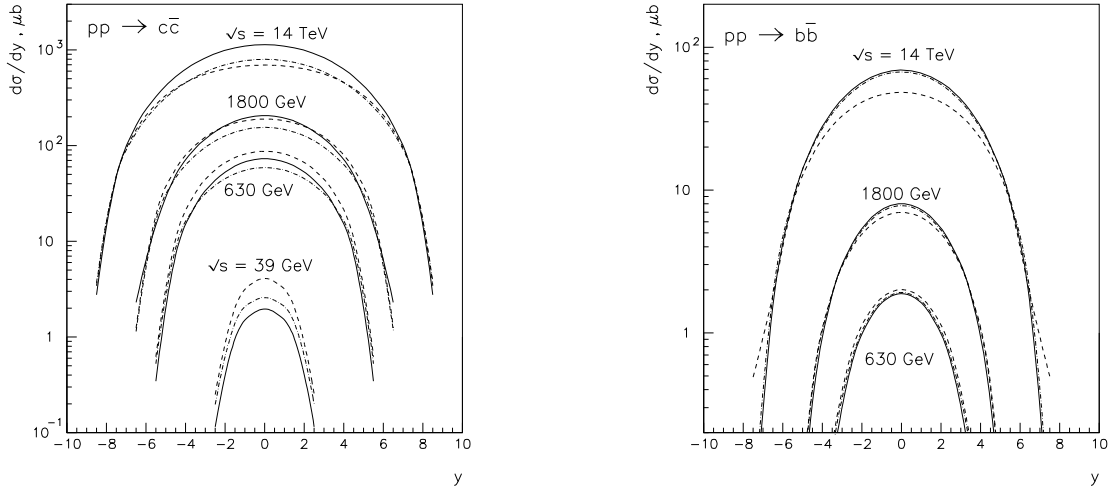 dσ/dy , μb
pp → cc̅
√s = 14 TeV
10³
1800 GeV
10²
630 GeV
10
√s = 39 GeV
1
10⁻¹
-10 -8 -6 -4 -2 0 2 4 6 8 10
y
dσ/dy , μb
pp → bb̅
√s = 14 TeV
10²
1800 GeV
10
630 GeV
1
-10 -8 -6 -4 -2 0 2 4 6 8 10
y